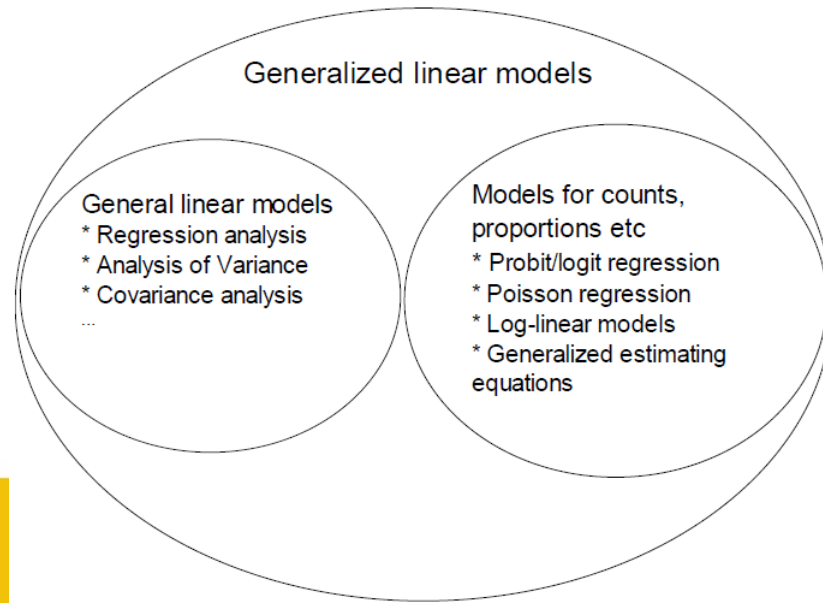 Generalized linear models
General linear models
* Regression analysis
* Analysis of Variance
* Covariance analysis
...
Models for counts,
proportions etc
* Probit/logit regression
* Poisson regression
* Log-linear models
* Generalized estimating
equations